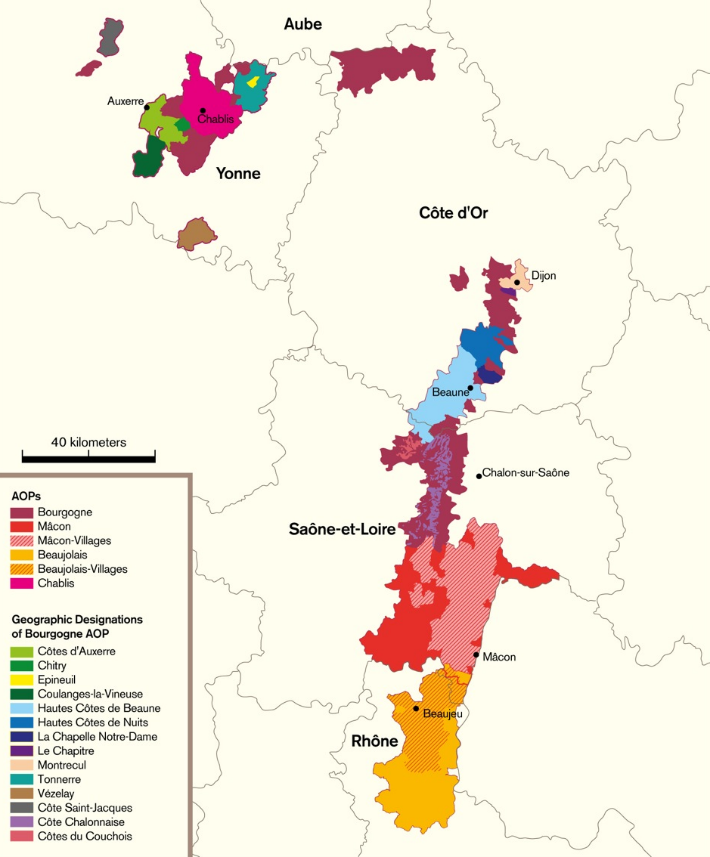 Aube
Auxerre
Chablis
Yonne
Côte d'Or
Dijon
Beaune
40 kilometers
Chalon-sur-Saône
Saône-et-Loire
Mâcon
Beaujeu
Rhône
AOPs
Bourgogne
Mâcon
Mâcon-Villages
Beaujolais
Beaujolais-Villages
Chablis
Geographic Designations
of Bourgogne AOP
Côtes d'Auxerre
Chitry
Epineuil
Coulanges-la-Vineuse
Hautes Côtes de Beaune
Hautes Côtes de Nuits
La Chapelle Notre-Dame
Le Chapitre
Montrecul
Tonnerre
Vézelay
Côte Saint-Jacques
Côte Chalonnaise
Côtes du Couchois